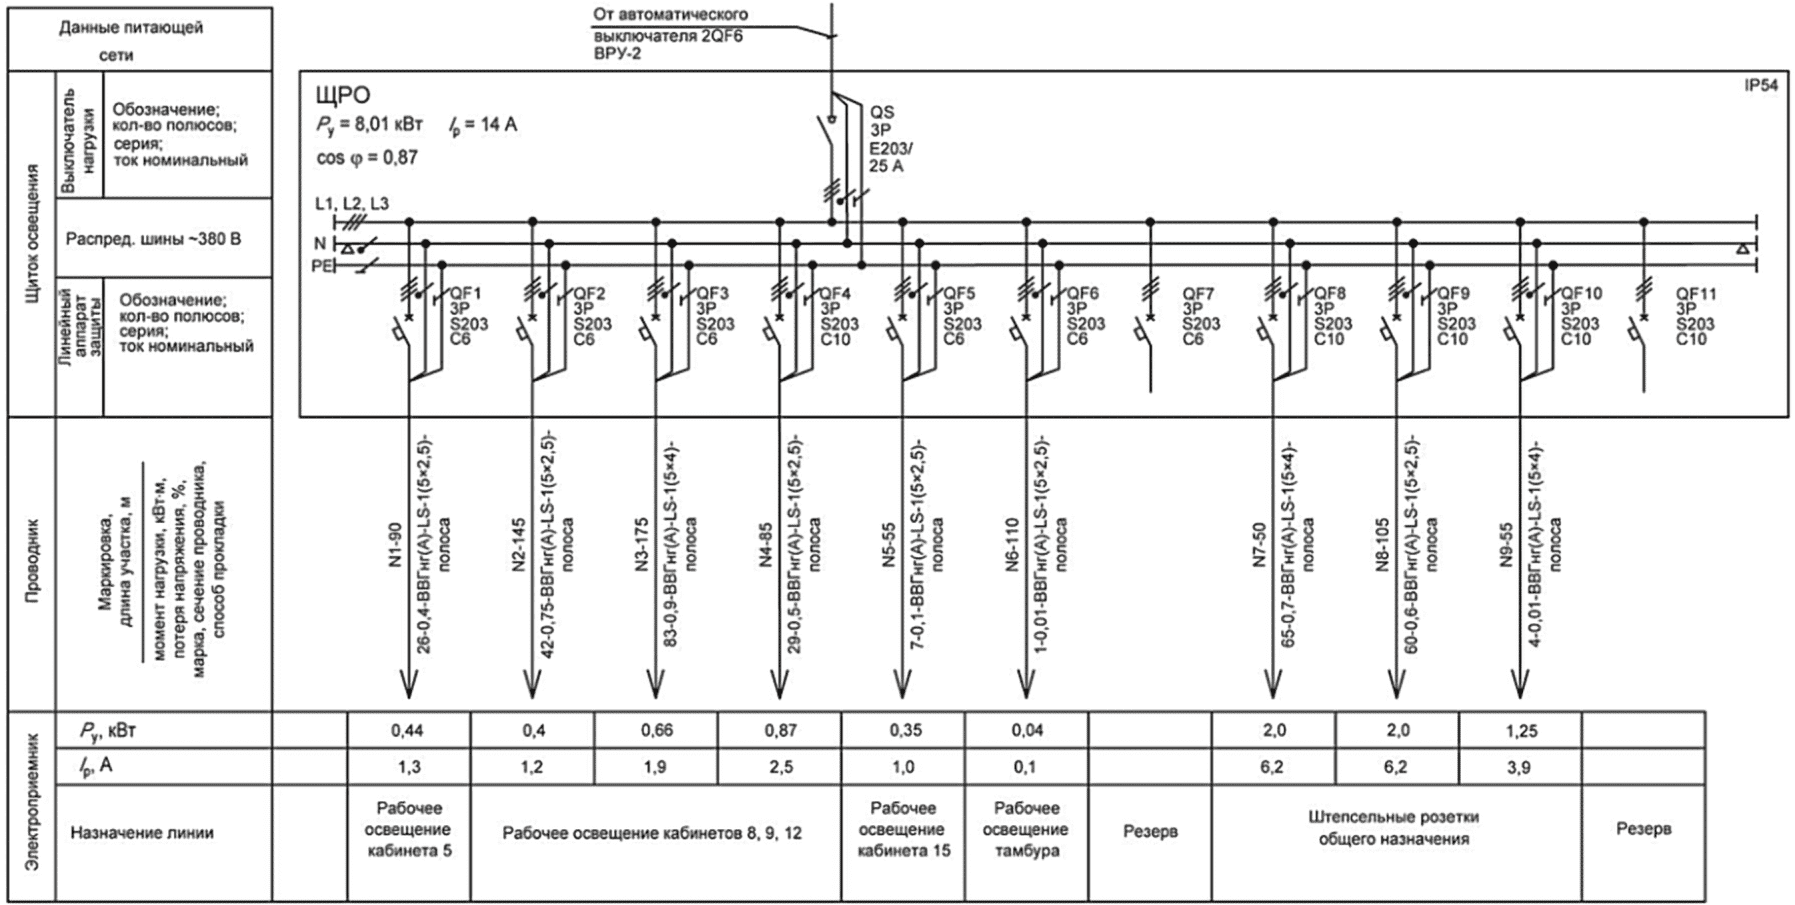 От автоматического
выключателя 2QF6
ВРУ-2
Данные питающей
сети
Щиток освещения
Выключатель
нагрузки
Обозначение;
кол-во полюсов;
серия;
ток номинальный
Распред. шины ~380 В
Линейный
аппарат
защиты
Обозначение;
кол-во полюсов;
серия;
ток номинальный
IP54
ЩРО
Pу = 8,01 кВт Iр = 14 А
cos φ = 0,87
QS
3P
E203/
25 А
L1, L2, L3
N
PE
QF1
3P
S203
C6
QF2
3P
S203
C6
QF3
3P
S203
C6
QF4
3P
S203
C10
QF5
3P
S203
C6
QF6
3P
S203
C6
QF7
3P
S203
C6
QF8
3P
S203
C10
QF9
3P
S203
C10
QF10
3P
S203
C10
QF11
3P
S203
C10
Проводник
Маркировка,
длина участка, м
момент нагрузки, кВт·м,
потеря напряжения, %,
марка, сечение проводника,
способ прокладки
N1-90
26-0,4-ВВГнг(А)-LS-1(5×2,5)-
полоса
N2-145
42-0,75-ВВГнг(А)-LS-1(5×2,5)-
полоса
N3-175
83-0,9-ВВГнг(А)-LS-1(5×4)-
полоса
N4-85
29-0,5-ВВГнг(А)-LS-1(5×2,5)-
полоса
N5-55
7-0,1-ВВГнг(А)-LS-1(5×2,5)-
полоса
N6-110
1-0,01-ВВГнг(А)-LS-1(5×2,5)-
полоса
N7-50
65-0,7-ВВГнг(А)-LS-1(5×4)-
полоса
N8-105
60-0,6-ВВГнг(А)-LS-1(5×2,5)-
полоса
N9-55
4-0,01-ВВГнг(А)-LS-1(5×4)-
полоса
Электроприемник
Pу, кВт 0,44 0,4 0,66 0,87 0,35 0,04 2,0 2,0 1,25
Iр, А 1,3 1,2 1,9 2,5 1,0 0,1 6,2 6,2 3,9
Назначение линии
Рабочее
освещение
кабинета 5
Рабочее освещение кабинетов 8, 9, 12
Рабочее
освещение
кабинета 15
Рабочее
освещение
тамбура
Резерв
Штепсельные розетки
общего назначения
Резерв